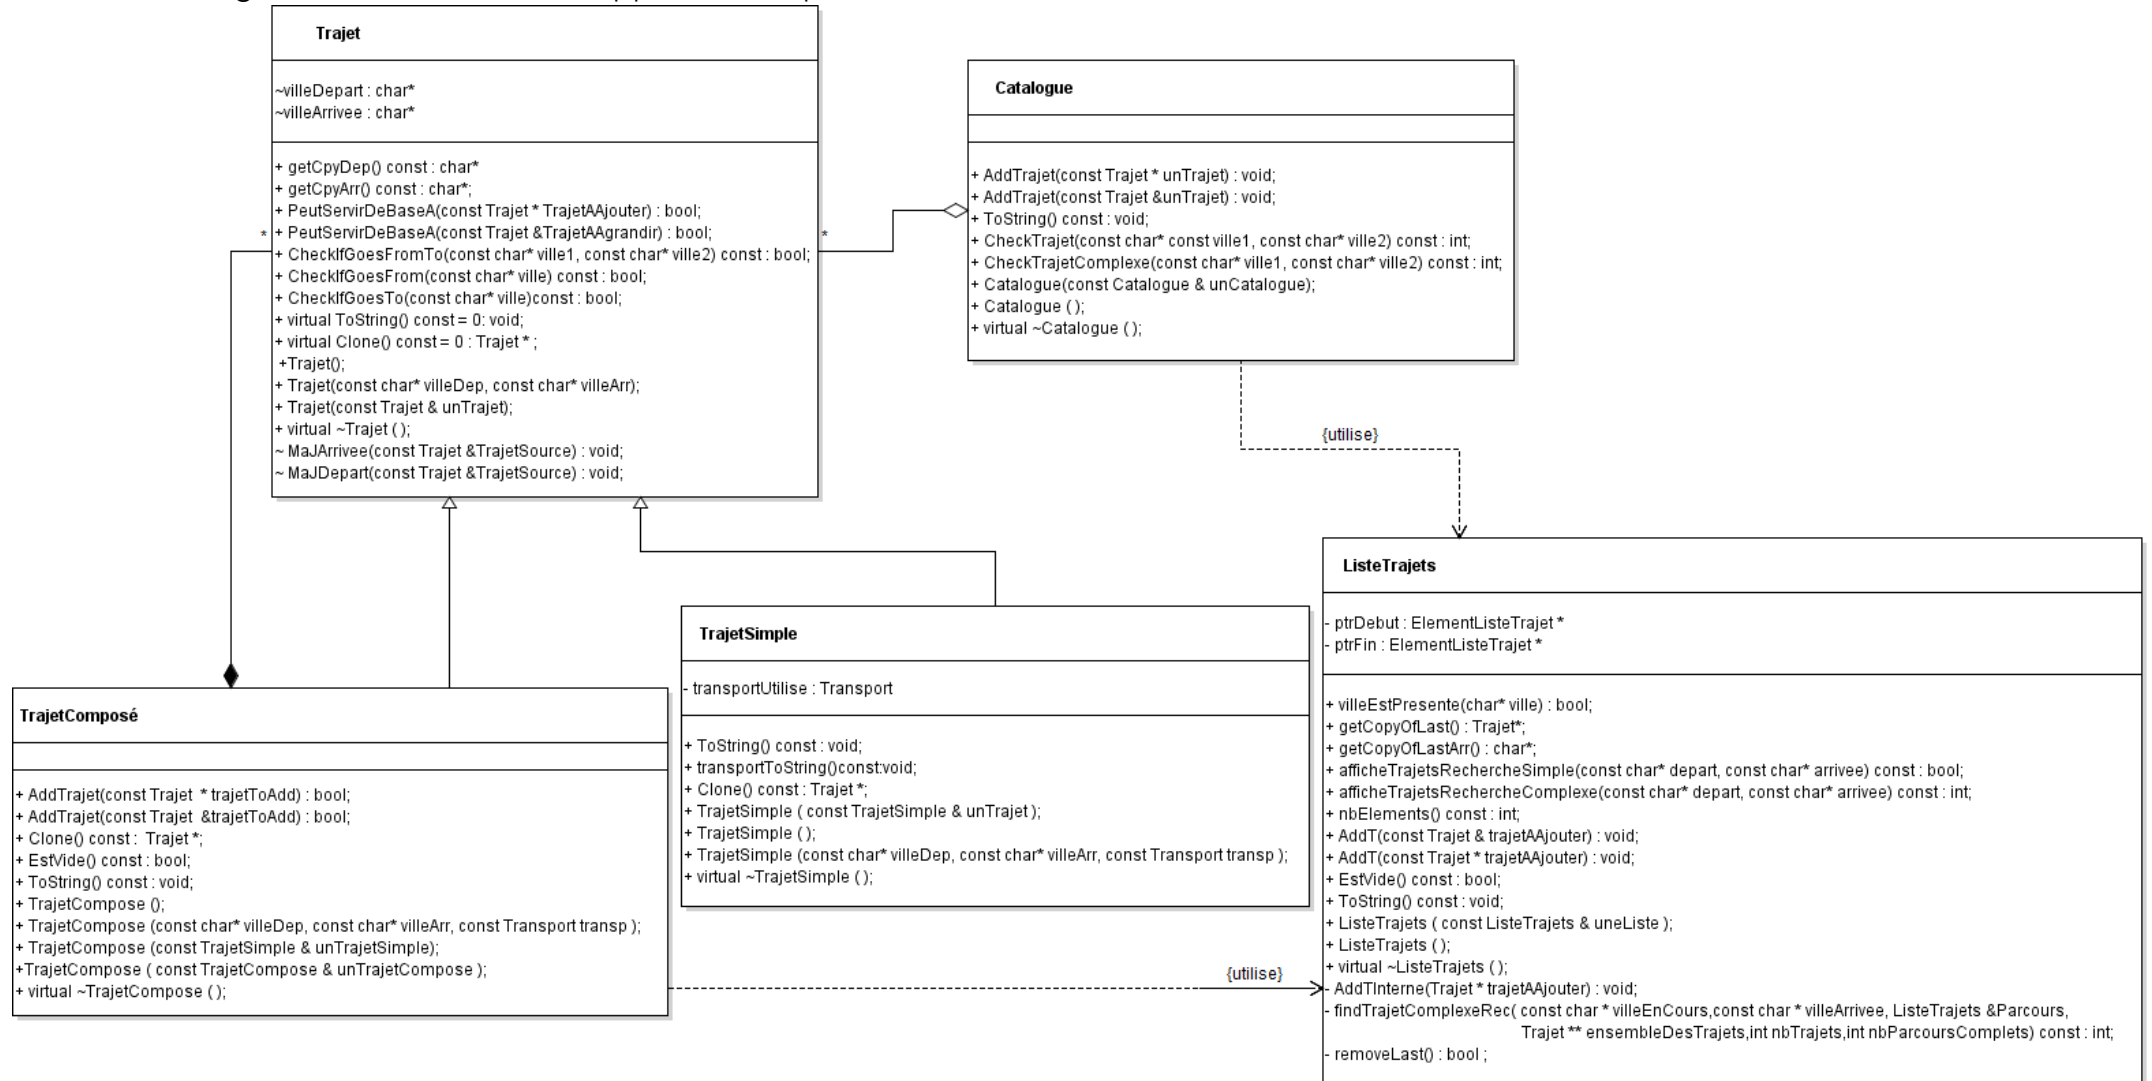 Trajet
~villeDepart : char*
~villeArrivee : char*
+ getCpyDep() const : char*
+ getCpyArr() const : char*;
+ PeutServirDeBaseA(const Trajet * TrajetAAjouter) : bool;
+ PeutServirDeBaseA(const Trajet &TrajetAAgrandir) : bool;
+ CheckIfGoesFromTo(const char* ville1, const char* ville2) const : bool;
+ CheckIfGoesFrom(const char* ville) const : bool;
+ CheckIfGoesTo(const char* ville)const : bool;
+ virtual ToString() const = 0: void;
+ virtual Clone() const = 0 : Trajet * ;
+Trajet();
+ Trajet(const char* villeDep, const char* villeArr);
+ Trajet(const Trajet & unTrajet);
+ virtual ~Trajet ( );
~ MaJArrivee(const Trajet &TrajetSource) : void;
~ MaJDepart(const Trajet &TrajetSource) : void;
*
*
Catalogue
+ AddTrajet(const Trajet * unTrajet) : void;
+ AddTrajet(const Trajet &unTrajet) : void;
+ ToString() const : void;
+ CheckTrajet(const char* const ville1, const char* ville2) const : int;
+ CheckTrajetComplexe(const char* ville1, const char* ville2) const : int;
+ Catalogue(const Catalogue & unCatalogue);
+ Catalogue ( );
+ virtual ~Catalogue ( );
{utilise}
TrajetComposé
+ AddTrajet(const Trajet * trajetToAdd) : bool;
+ AddTrajet(const Trajet &trajetToAdd) : bool;
+ Clone() const : Trajet *;
+ EstVide() const : bool;
+ ToString() const : void;
+ TrajetCompose ();
+ TrajetCompose (const char* villeDep, const char* villeArr, const Transport transp );
+ TrajetCompose (const TrajetSimple & unTrajetSimple);
+TrajetCompose ( const TrajetCompose & unTrajetCompose );
+ virtual ~TrajetCompose ( );
TrajetSimple
- transportUtilise : Transport
+ ToString() const : void;
+ transportToString()const:void;
+ Clone() const : Trajet *;
+ TrajetSimple ( const TrajetSimple & unTrajet );
+ TrajetSimple ( );
+ TrajetSimple (const char* villeDep, const char* villeArr, const Transport transp );
+ virtual ~TrajetSimple ( );
{utilise}
ListeTrajets
- ptrDebut : ElementListeTrajet *
- ptrFin : ElementListeTrajet *
+ villeEstPresente(char* ville) : bool;
+ getCopyOfLast() : Trajet*;
+ getCopyOfLastArr() : char*;
+ afficheTrajetsRechercheSimple(const char* depart, const char* arrivee) const : bool;
+ afficheTrajetsRechercheComplexe(const char* depart, const char* arrivee) const : int;
+ nbElements() const : int;
+ AddT(const Trajet & trajetAAjouter) : void;
+ AddT(const Trajet * trajetAAjouter) : void;
+ EstVide() const : bool;
+ ToString() const : void;
+ ListeTrajets ( const ListeTrajets & uneListe );
+ ListeTrajets ( );
+ virtual ~ListeTrajets ( );
- AddTInterne(Trajet * trajetAAjouter) : void;
- findTrajetComplexeRec( const char * villeEnCours,const char * villeArrivee, ListeTrajets &Parcours,
Trajet ** ensembleDesTrajets,int nbTrajets,int nbParcoursComplets) const : int;
- removeLast() : bool ;